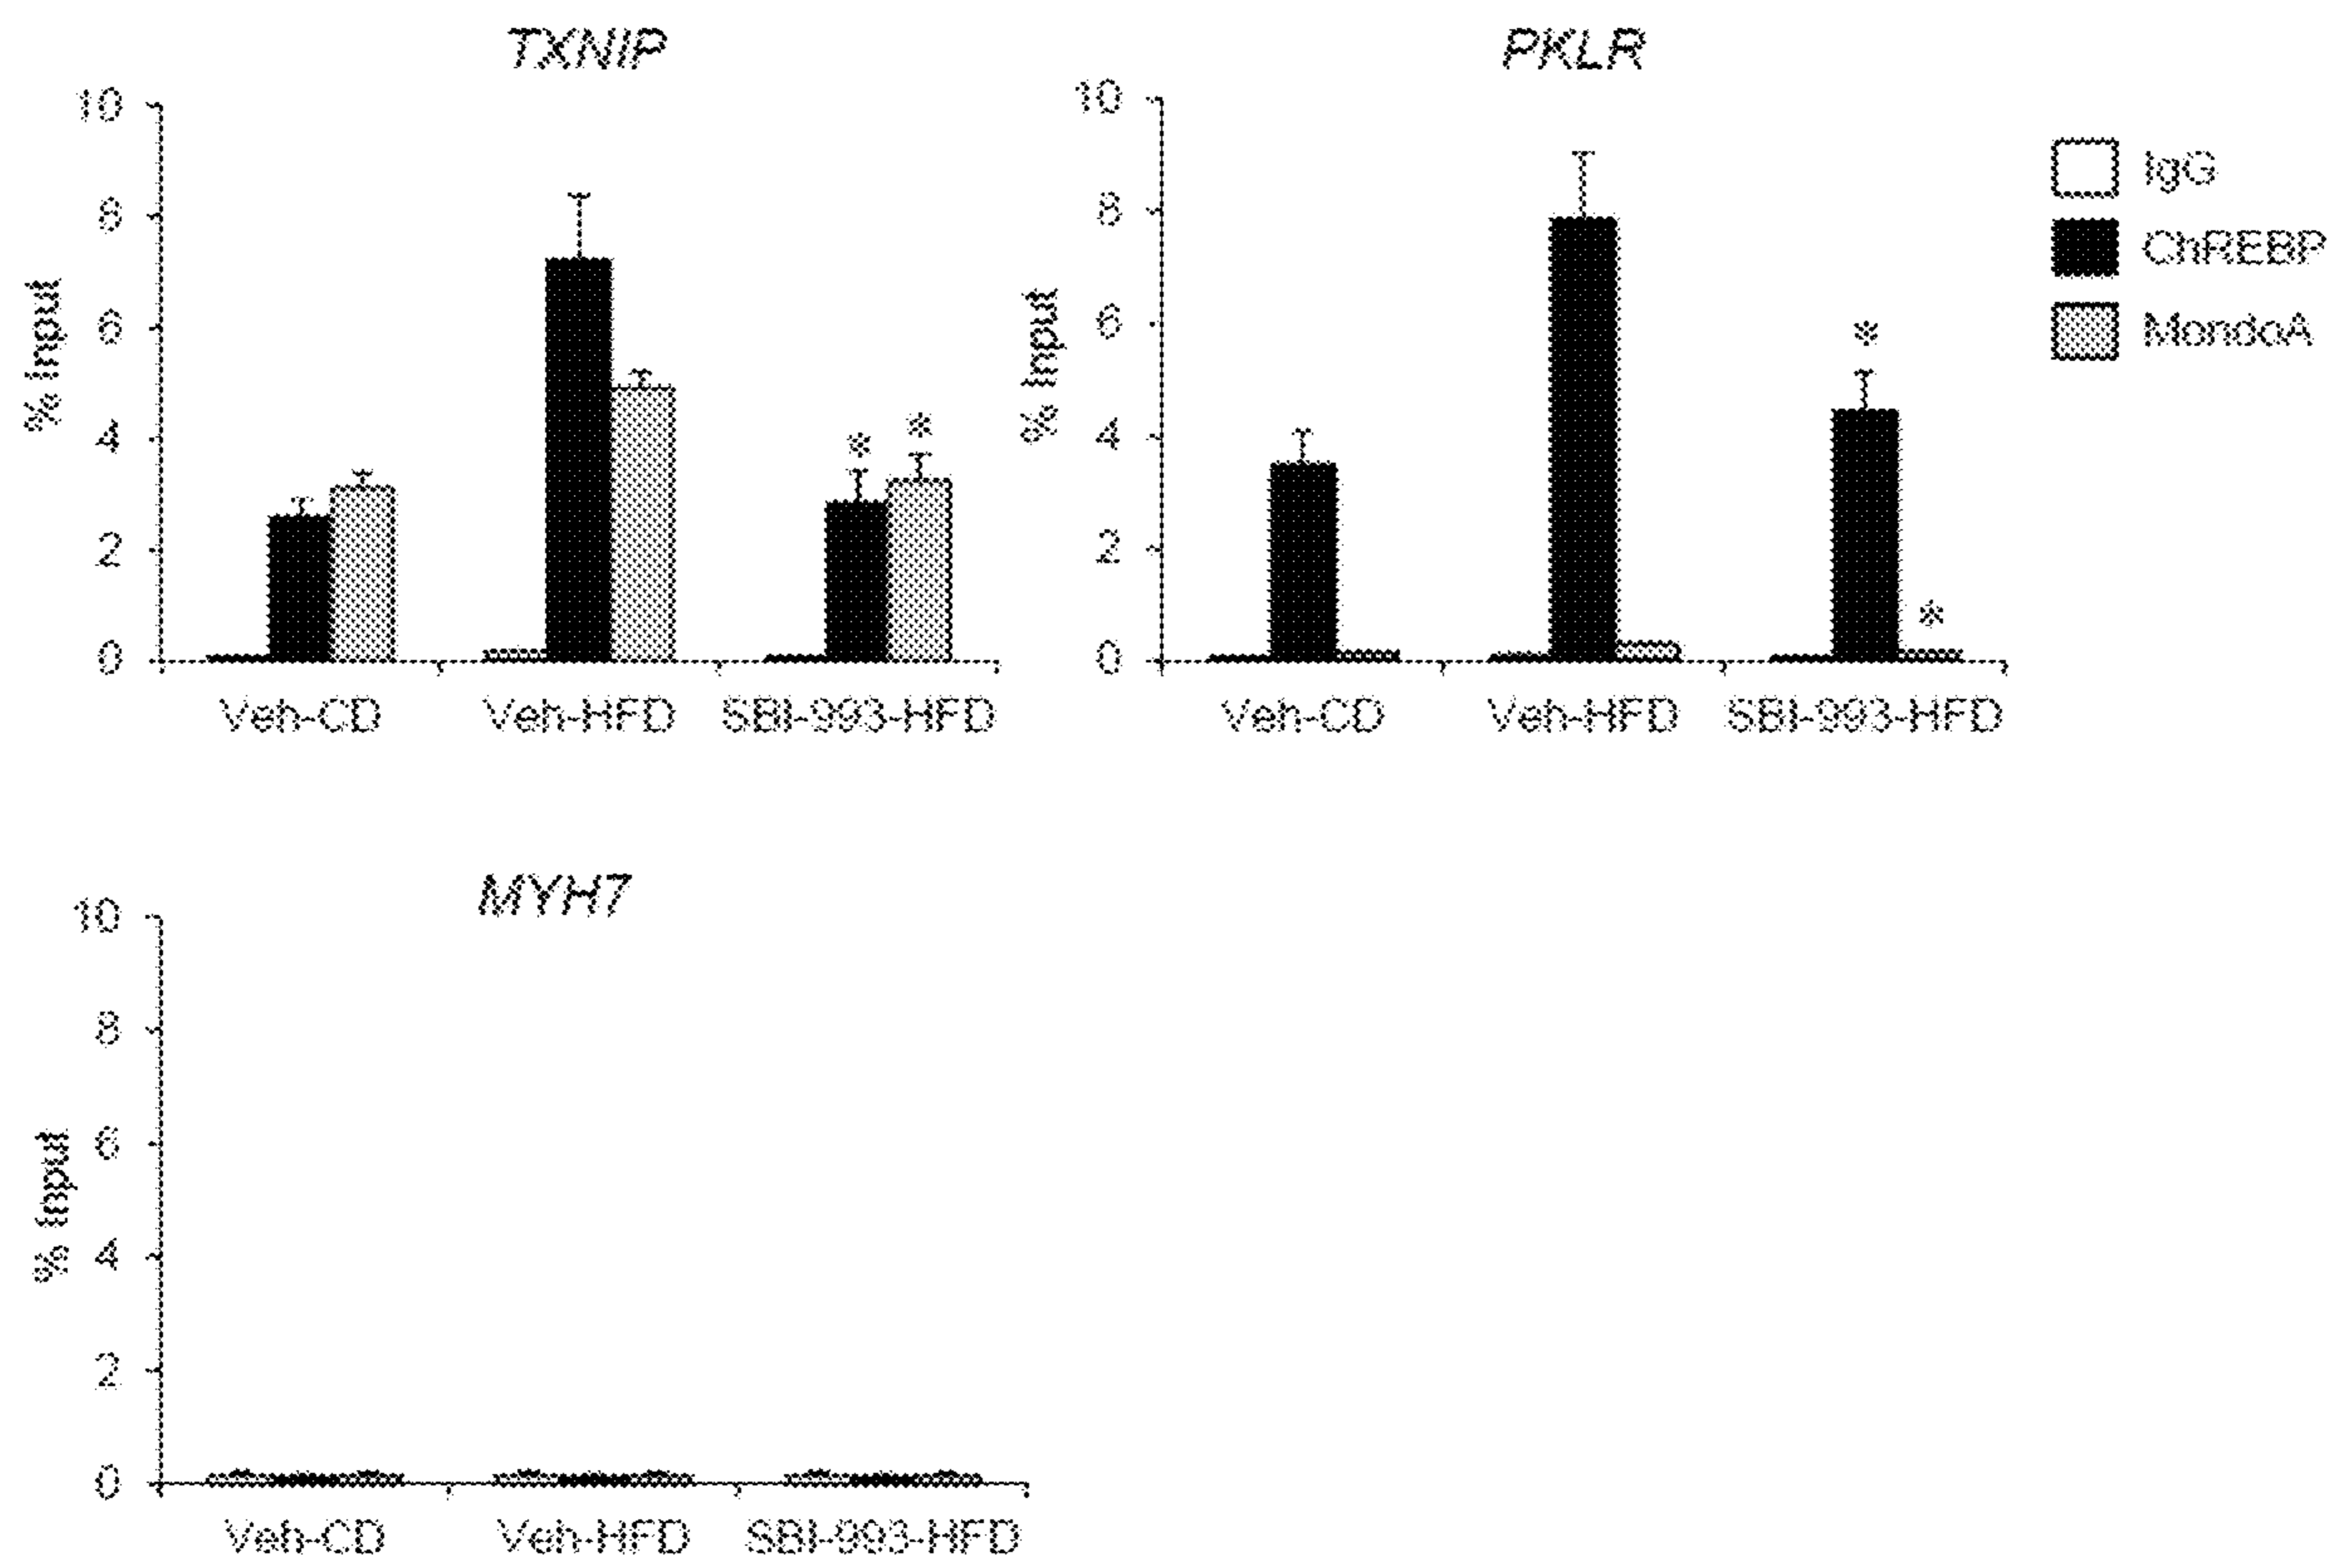 TXNIP
% Input
10
8
6
4
2
0
* *
Veh-CD Veh-HFD SBI-993-HFD
PKLR
% Input
10
8
6
4
2
0
*
*
Veh-CD Veh-HFD SBI-993-HFD
IgG
ChREBP
MondoA
MYH7
% Input
10
8
6
4
2
0
Veh-CD Veh-HFD SBI-993-HFD